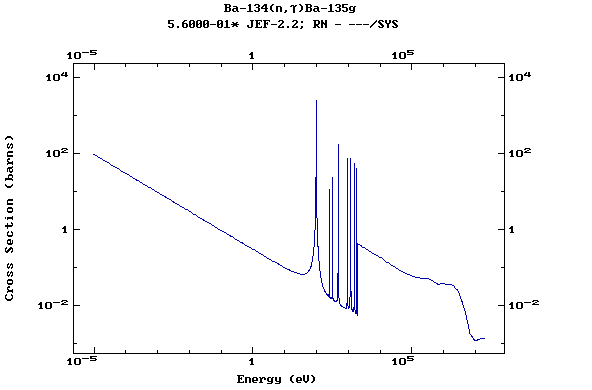 Ba-134(n,γ)Ba-135g
5.6000-01* JEF-2.2; RN - ---/SYS
10-5 1 105
104 104
102 102
1 1
10-2 10-2
10-5 1 105
Cross Section (barns)
Energy (eV)